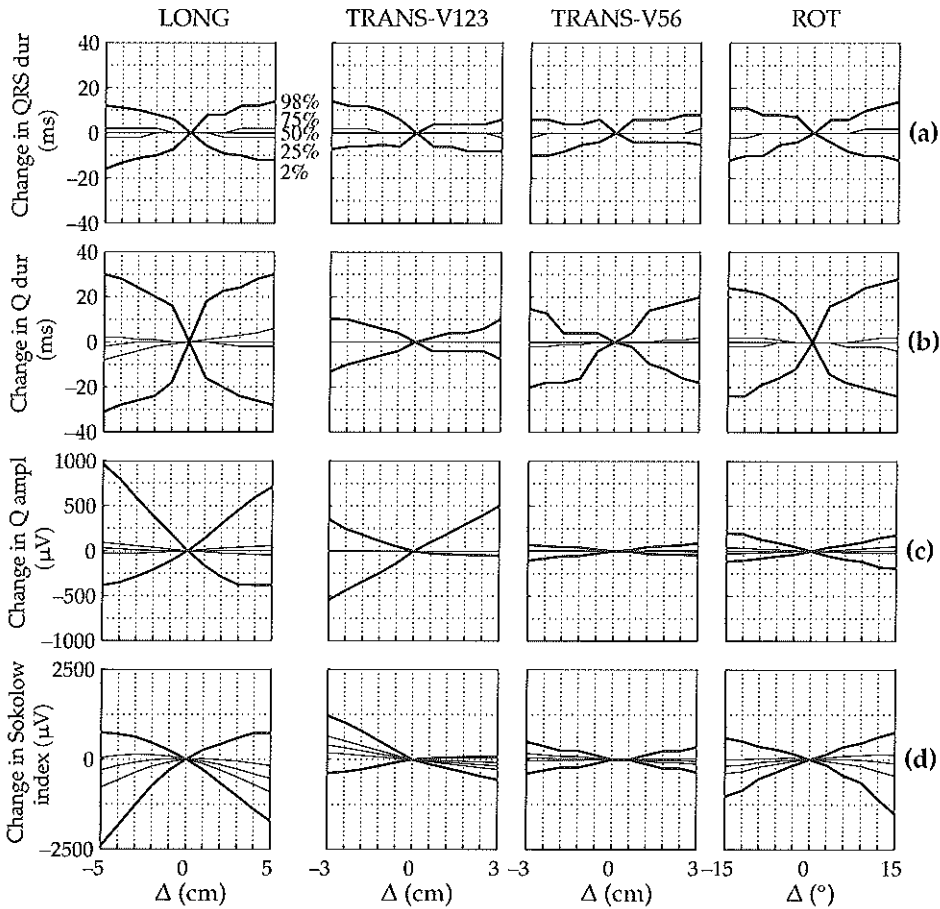 LONG TRANS-V123 TRANS-V56 ROT
Change in QRS dur
(ms)
40
20
0
−20
−40
98%
75%
50%
25%
2%
(a)
Change in Q dur
(ms)
40
20
0
−20
−40
(b)
Change in Q ampl
(μV)
1000
500
0
−500
−1000
(c)
Change in Sokolow
index (μV)
2500
0
−2500
(d)
−5 0 5 −3 0 3 −3 0 3 −15 0 15
Δ (cm) Δ (cm) Δ (cm) Δ (°)